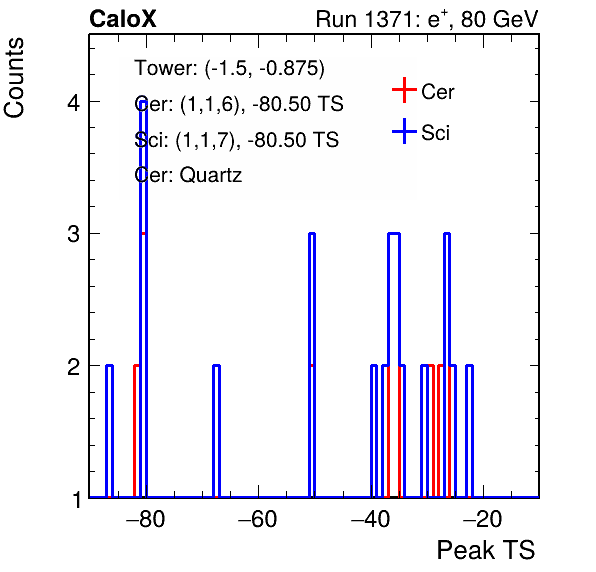 CaloX Run 1371: e+, 80 GeV
Counts
Tower: (-1.5, -0.875)
Cer: (1,1,6), -80.50 TS
Sci: (1,1,7), -80.50 TS
Cer: Quartz
Cer
Sci
4
3
2
1
−80 −60 −40 −20
Peak TS